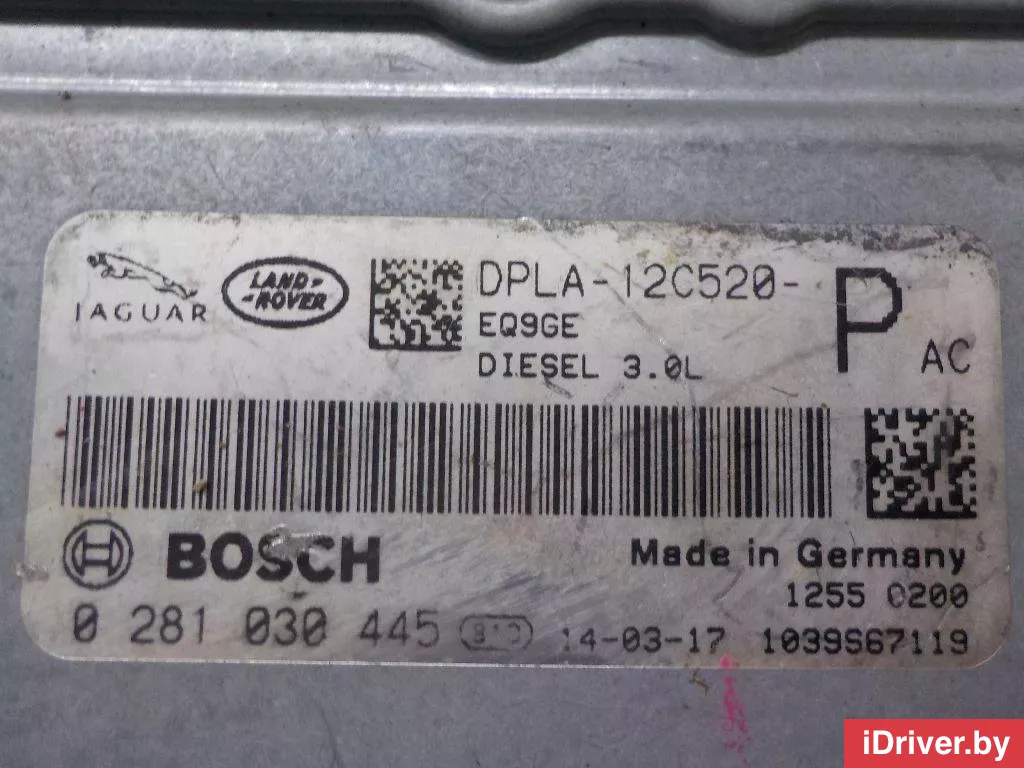 JAGUAR
LAND-
-ROVER
DPLA-12C520-
P
EQ9GE
AC
DIESEL 3.0L
BOSCH
Made in Germany
1255 0200
0 281 030 445
14-03-17 1039S67119
iDriver.by